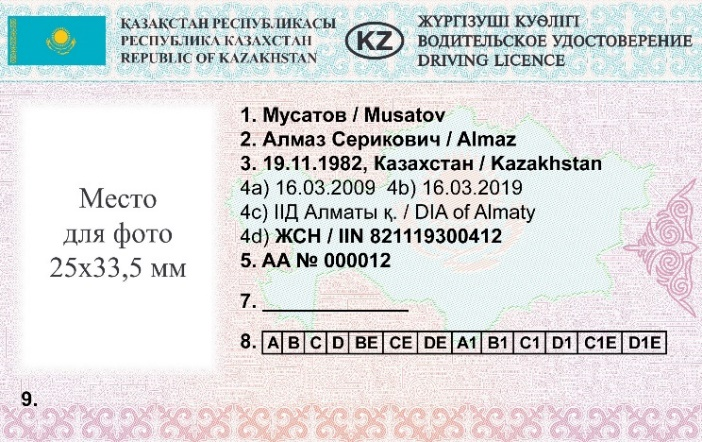 ҚАЗАҚСТАН РЕСПУБЛИКАСЫ
РЕСПУБЛИКА КАЗАХСТАН
REPUBLIC OF KAZAKHSTAN
KZ
ЖҮРГІЗУШІ КУӘЛІГІ
ВОДИТЕЛЬСКОЕ УДОСТОВЕРЕНИЕ
DRIVING LICENCE
Место
для фото
25х33,5 мм
1. Мусатов / Musatov
2. Алмаз Серикович / Almaz
3. 19.11.1982, Казахстан / Kazakhstan
4a) 16.03.2009 4b) 16.03.2019
4c) ІІД Алматы қ. / DIA of Almaty
4d) ЖСН / IIN 821119300412
5. АА № 000012
7.
8. A B C D BE CE DE A1 B1 C1 D1 C1E D1E
9.